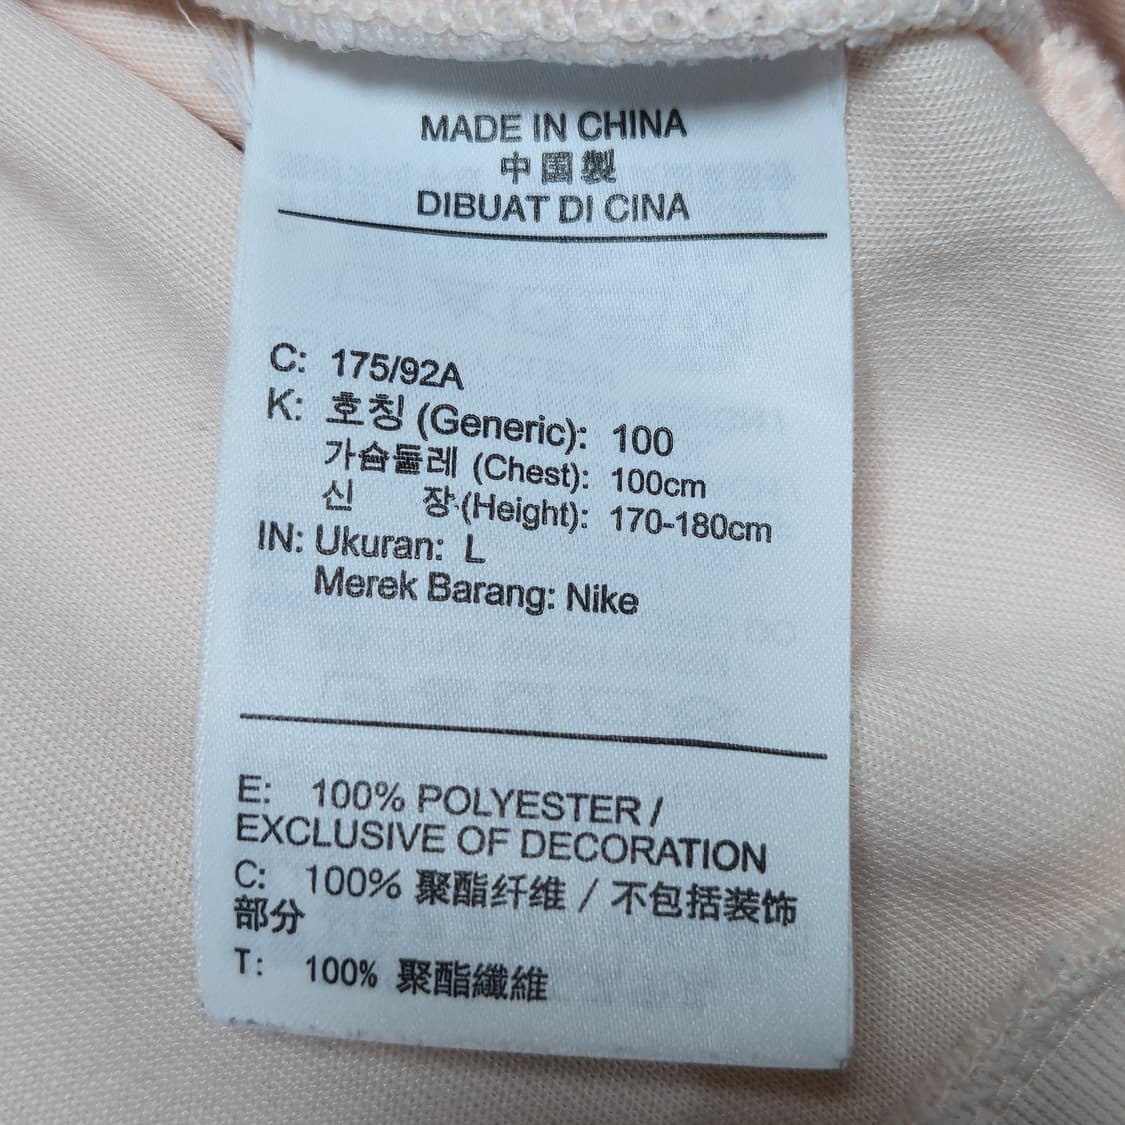 MADE IN CHINA
中国製
DIBUAT DI CINA
C: 175/92A
K: 호칭 (Generic): 100
가슴둘레 (Chest): 100cm
신 장 (Height): 170-180cm
IN: Ukuran: L
Merek Barang: Nike
E: 100% POLYESTER /
EXCLUSIVE OF DECORATION
C: 100% 聚酯纤维 / 不包括装饰
部分
T: 100% 聚酯纖維